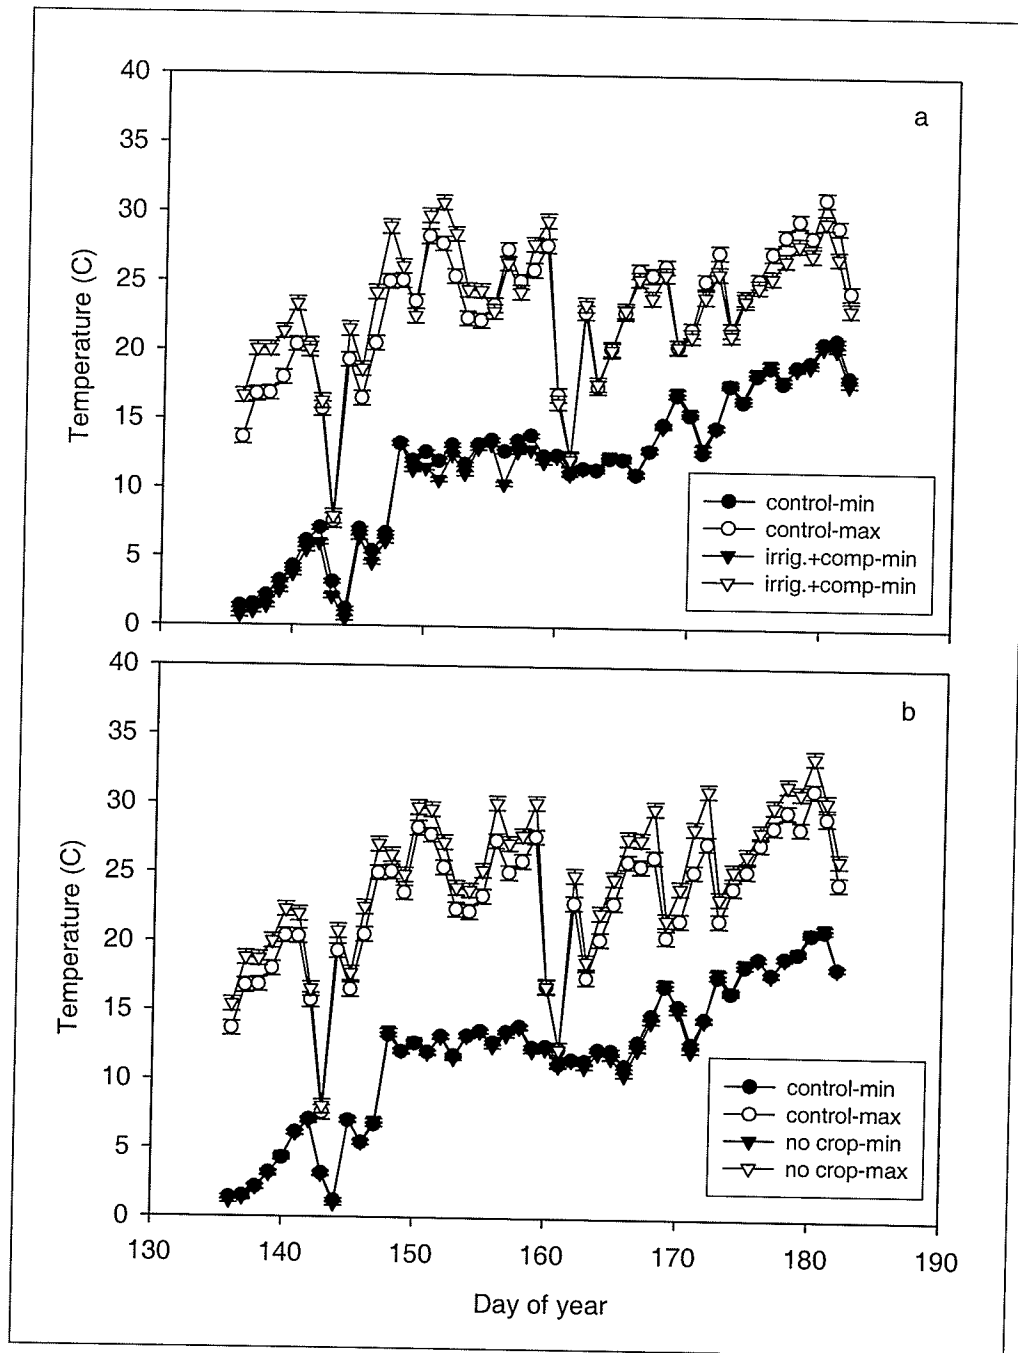 a
40
35
30
25
20
15
10
5
0
Temperature (C)
control-min
control-max
irrig.+comp-min
irrig.+comp-min
b
40
35
30
25
20
15
10
5
0
Temperature (C)
control-min
control-max
no crop-min
no crop-max
130 140 150 160 170 180 190
Day of year